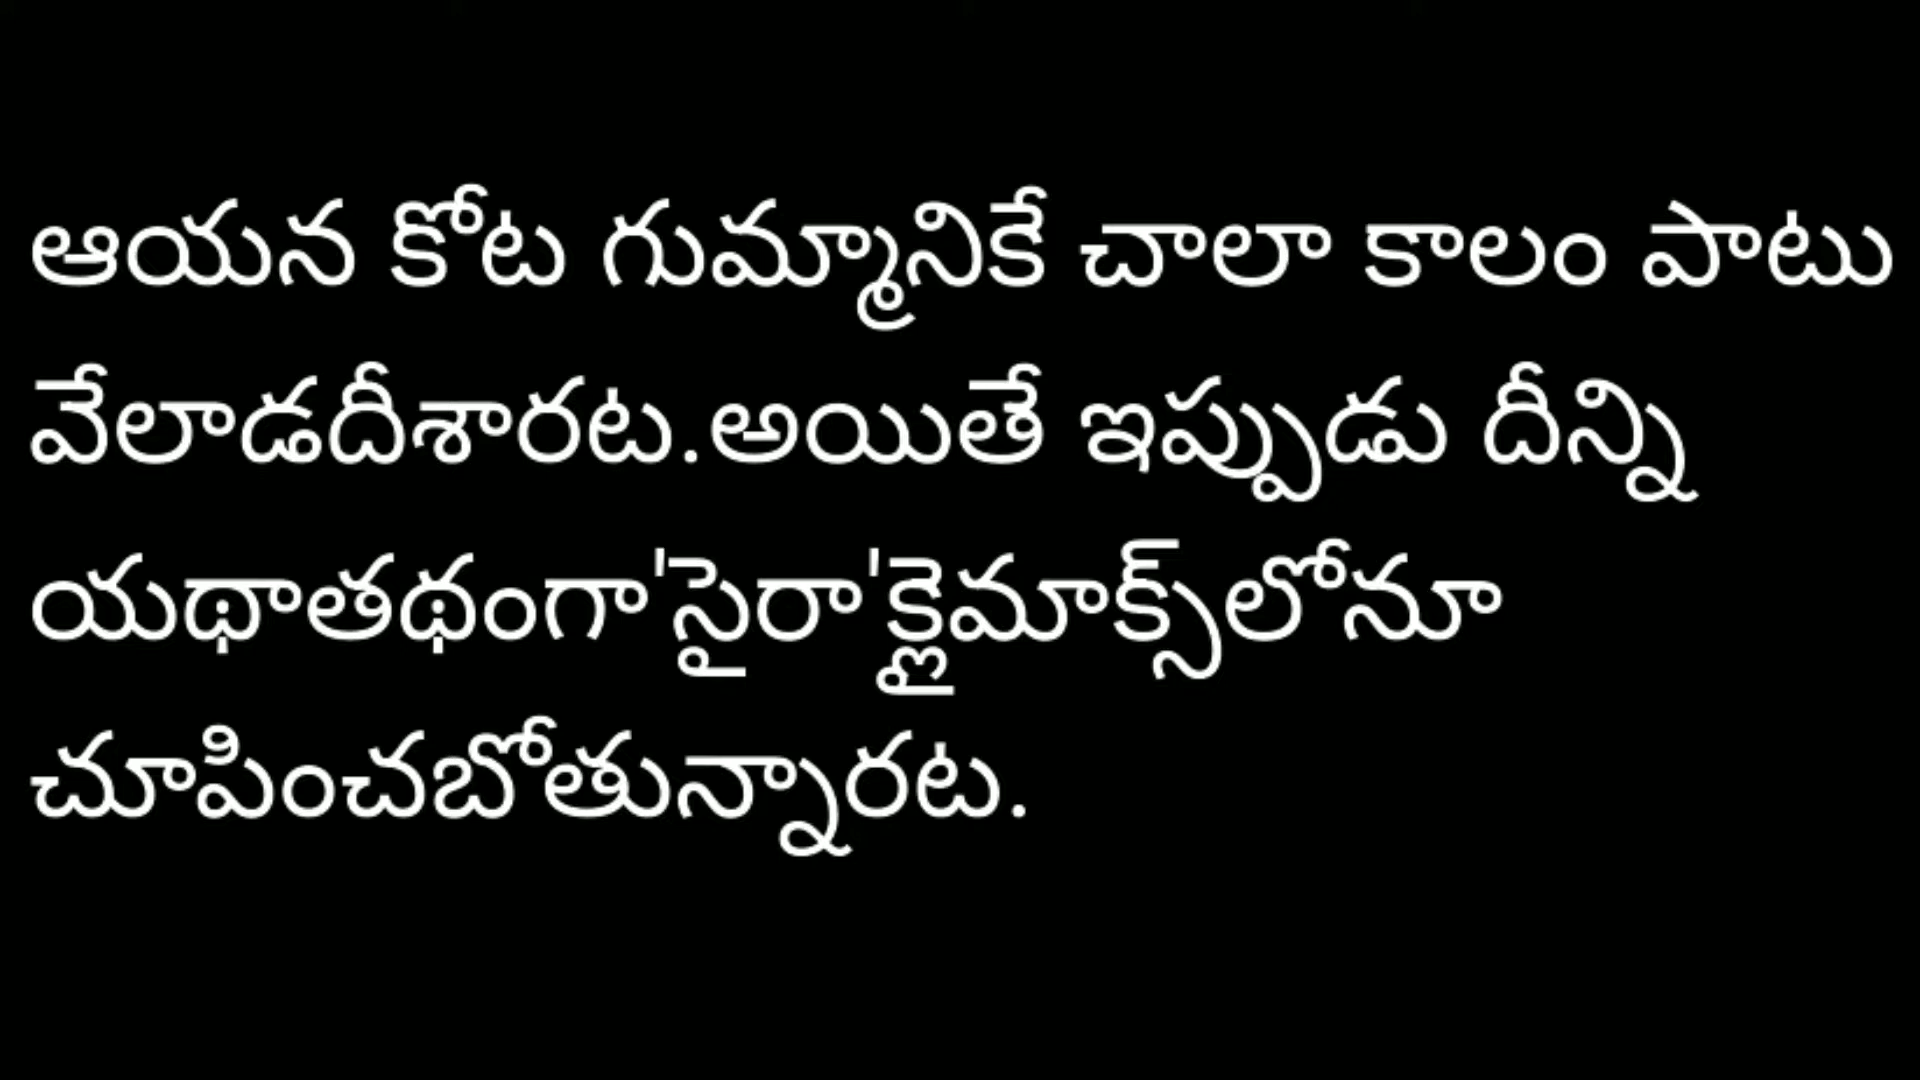 ఆయన కోట గుమ్మానికే చాలా కాలం పాటు
వేలాడదీశారట.అయితే ఇప్పుడు దీన్ని
యథాతథంగా'సైరా'క్లైమాక్స్‌లోనూ
చూపించబోతున్నారట.